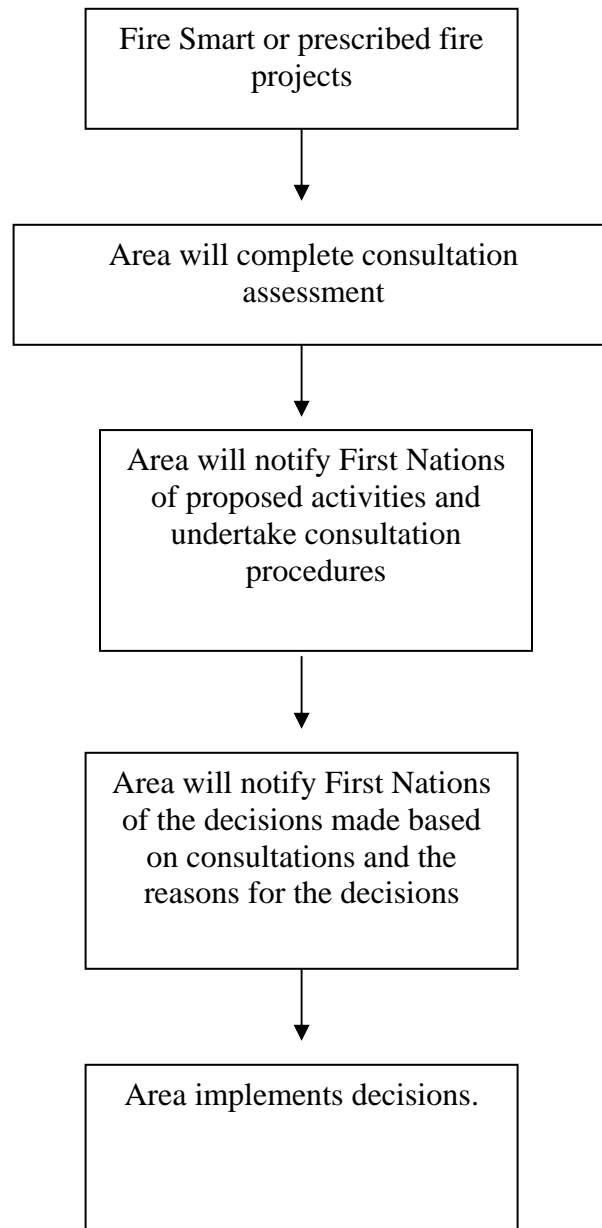 Fire Smart or prescribed fire
projects
Area will complete consultation
assessment
Area will notify First Nations
of proposed activities and
undertake consultation
procedures
Area will notify First Nations
of the decisions made based
on consultations and the
reasons for the decisions
Area implements decisions.